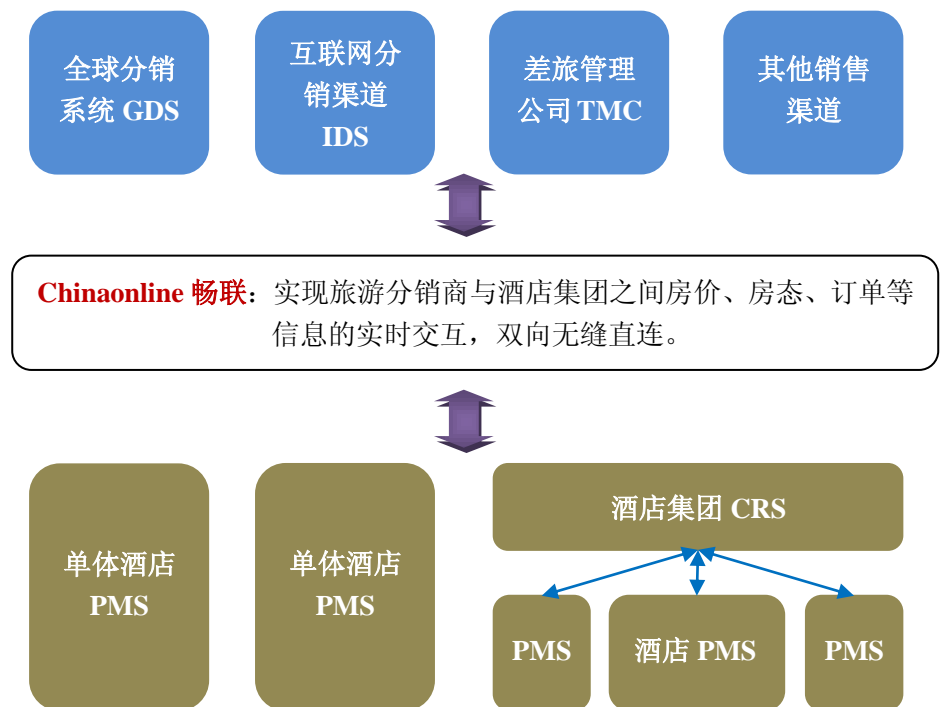 全球分销
系统 GDS
互联网分
销渠道
IDS
差旅管理
公司 TMC
其他销售
渠道
Chinaonline 畅联：实现旅游分销商与酒店集团之间房价、房态、订单等
信息的实时交互，双向无缝直连。
单体酒店
PMS
单体酒店
PMS
酒店集团 CRS
PMS
酒店 PMS
PMS